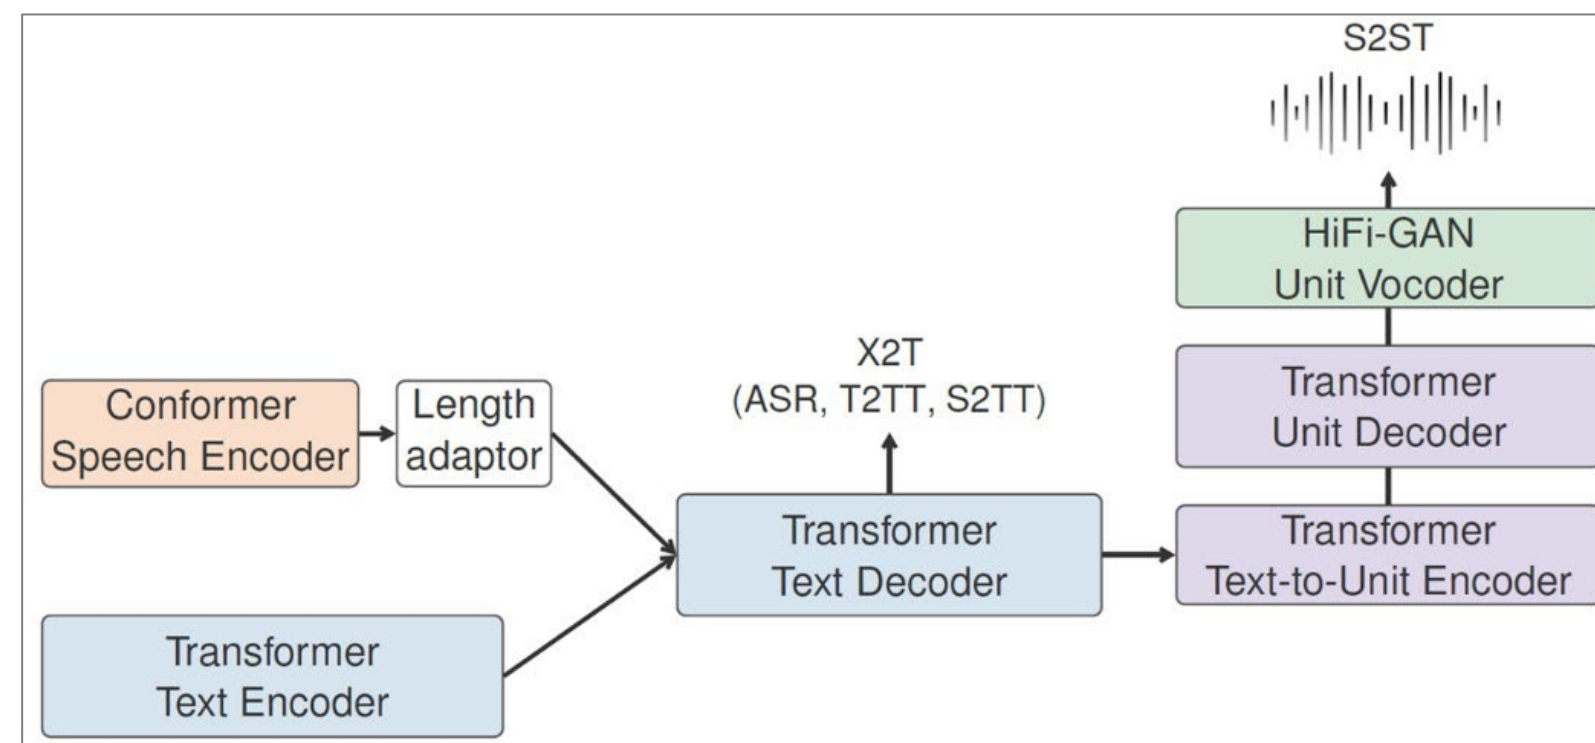 S2ST
HiFi-GAN
Unit Vocoder
X2T
(ASR, T2TT, S2TT)
Transformer
Unit Decoder
Conformer
Speech Encoder
Length
adaptor
Transformer
Text Decoder
Transformer
Text-to-Unit Encoder
Transformer
Text Encoder